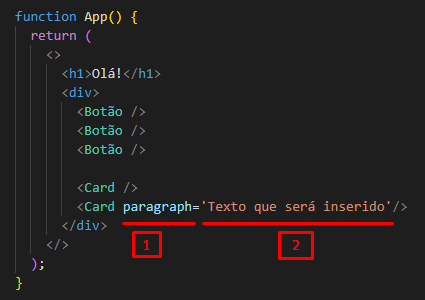 function App() {
return (
<>
<h1>Olá!</h1>
<div>
<Botão />
<Botão />
<Botão />
<Card />
<Card paragraph='Texto que será inserido'/>
</div>
1
2
</>
);
}